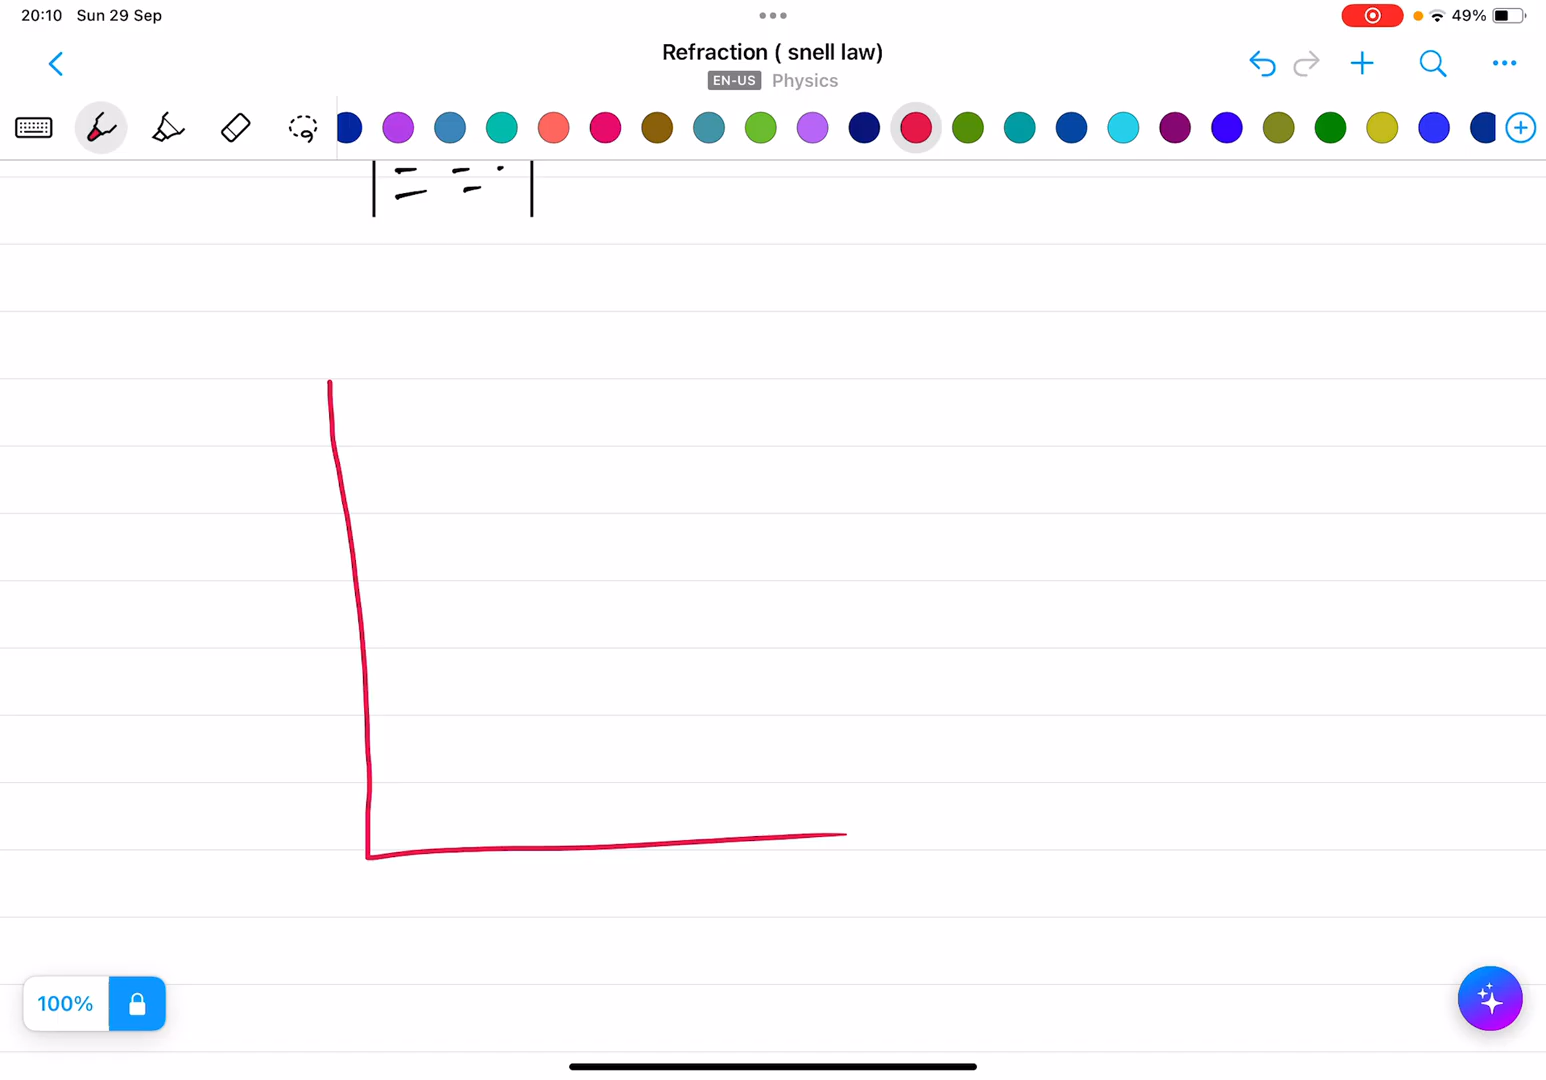 20:10 Sun 29 Sep
49%
Refraction ( snell law)
EN-US Physics
100%